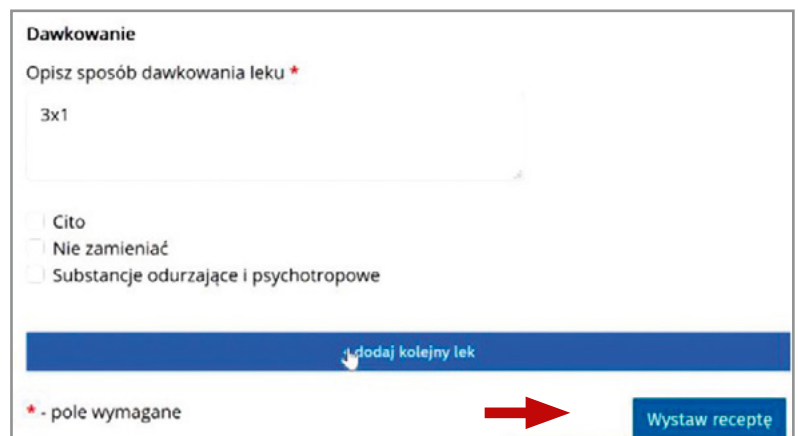 Dawkowanie
Opisz sposób dawkowania leku *
3x1
Cito
Nie zamieniać
Substancje odurzające i psychotropowe
dodaj kolejny lek
* - pole wymagane
Wystaw receptę